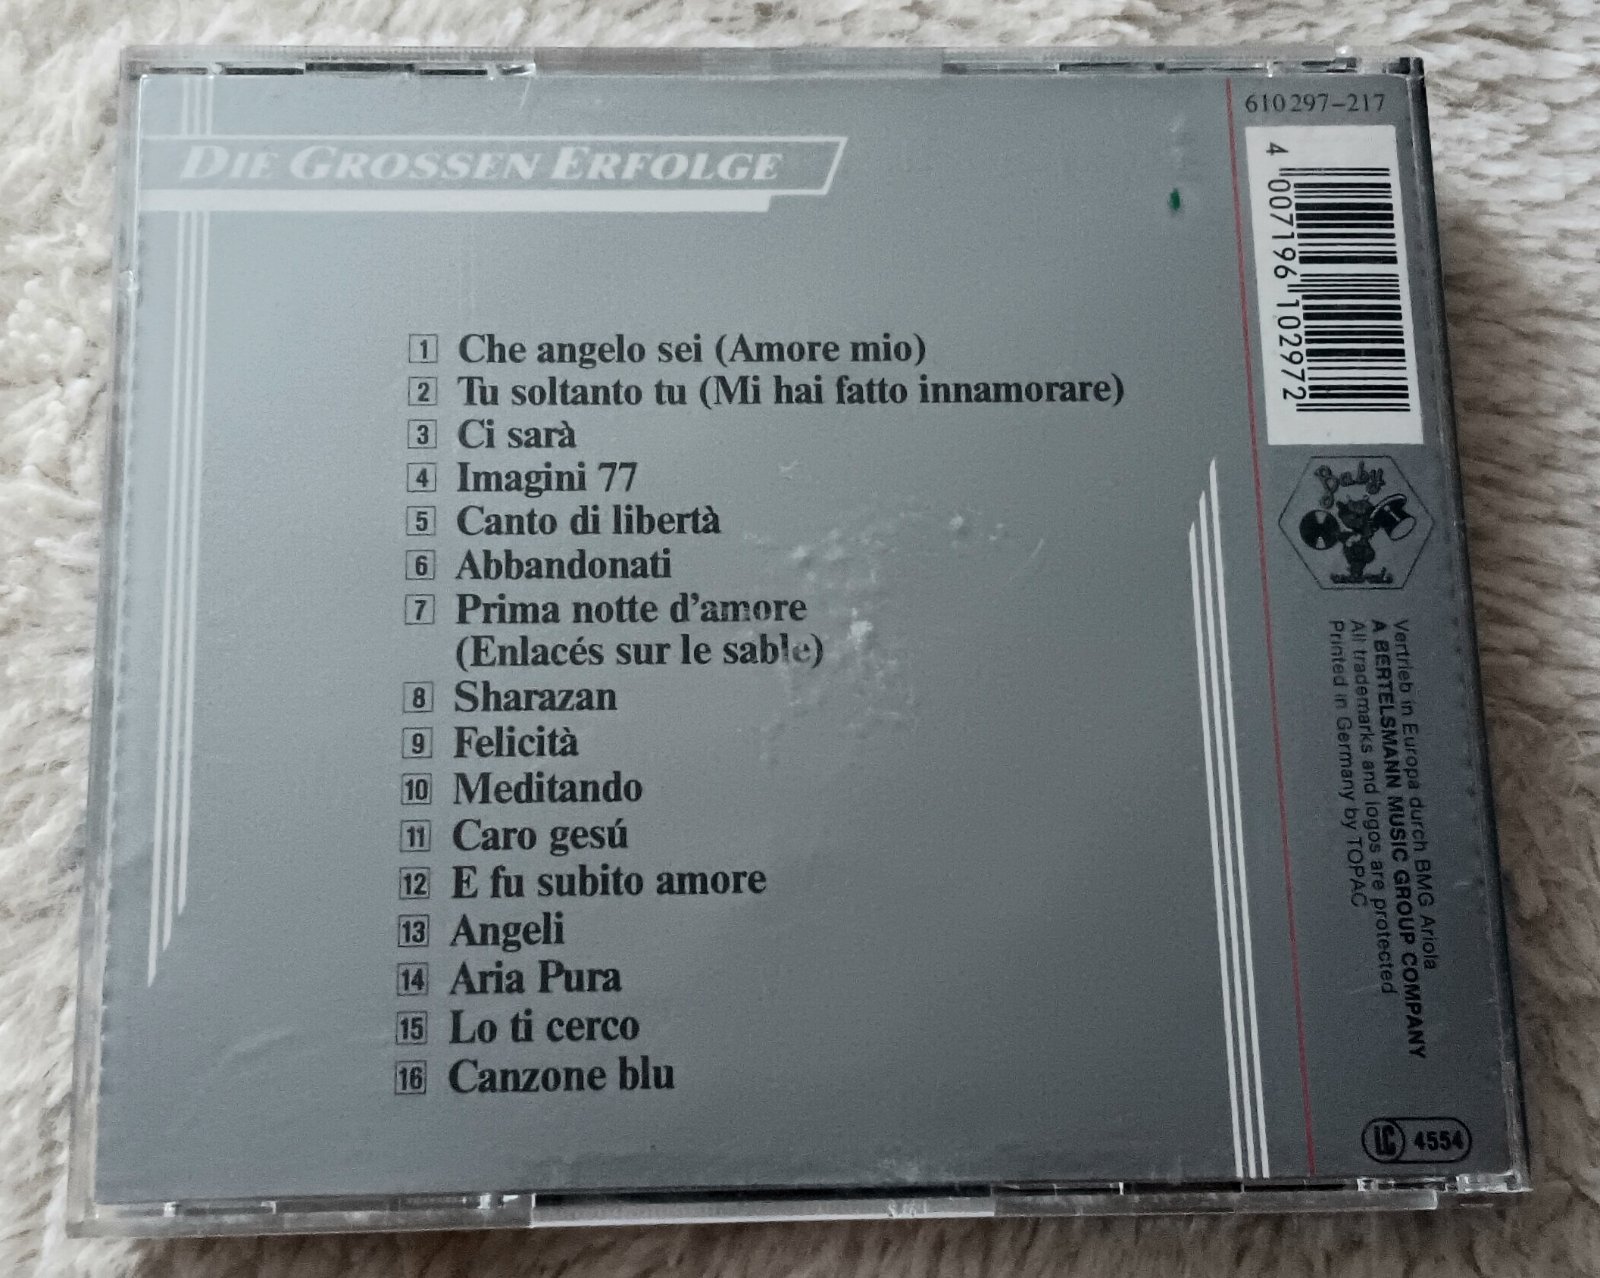 610 297-217
DIE GROSSEN ERFOLGE
4 007196 102972
1 Che angelo sei (Amore mio)
2 Tu soltanto tu (Mi hai fatto innamorare)
3 Ci sarà
4 Imagini 77
5 Canto di libertà
6 Abbandonati
7 Prima notte d'amore
(Enlacés sur le sable)
8 Sharazan
9 Felicità
10 Meditando
11 Caro gesú
12 E fu subito amore
13 Angeli
14 Aria Pura
15 Lo ti cerco
16 Canzone blu
Baby
records
Vertrieb in Europa durch BMG Ariola
A BERTELSMANN MUSIC GROUP COMPANY
All trademarks and logos are protected
Printed in Germany by TOPAC
LC 4554